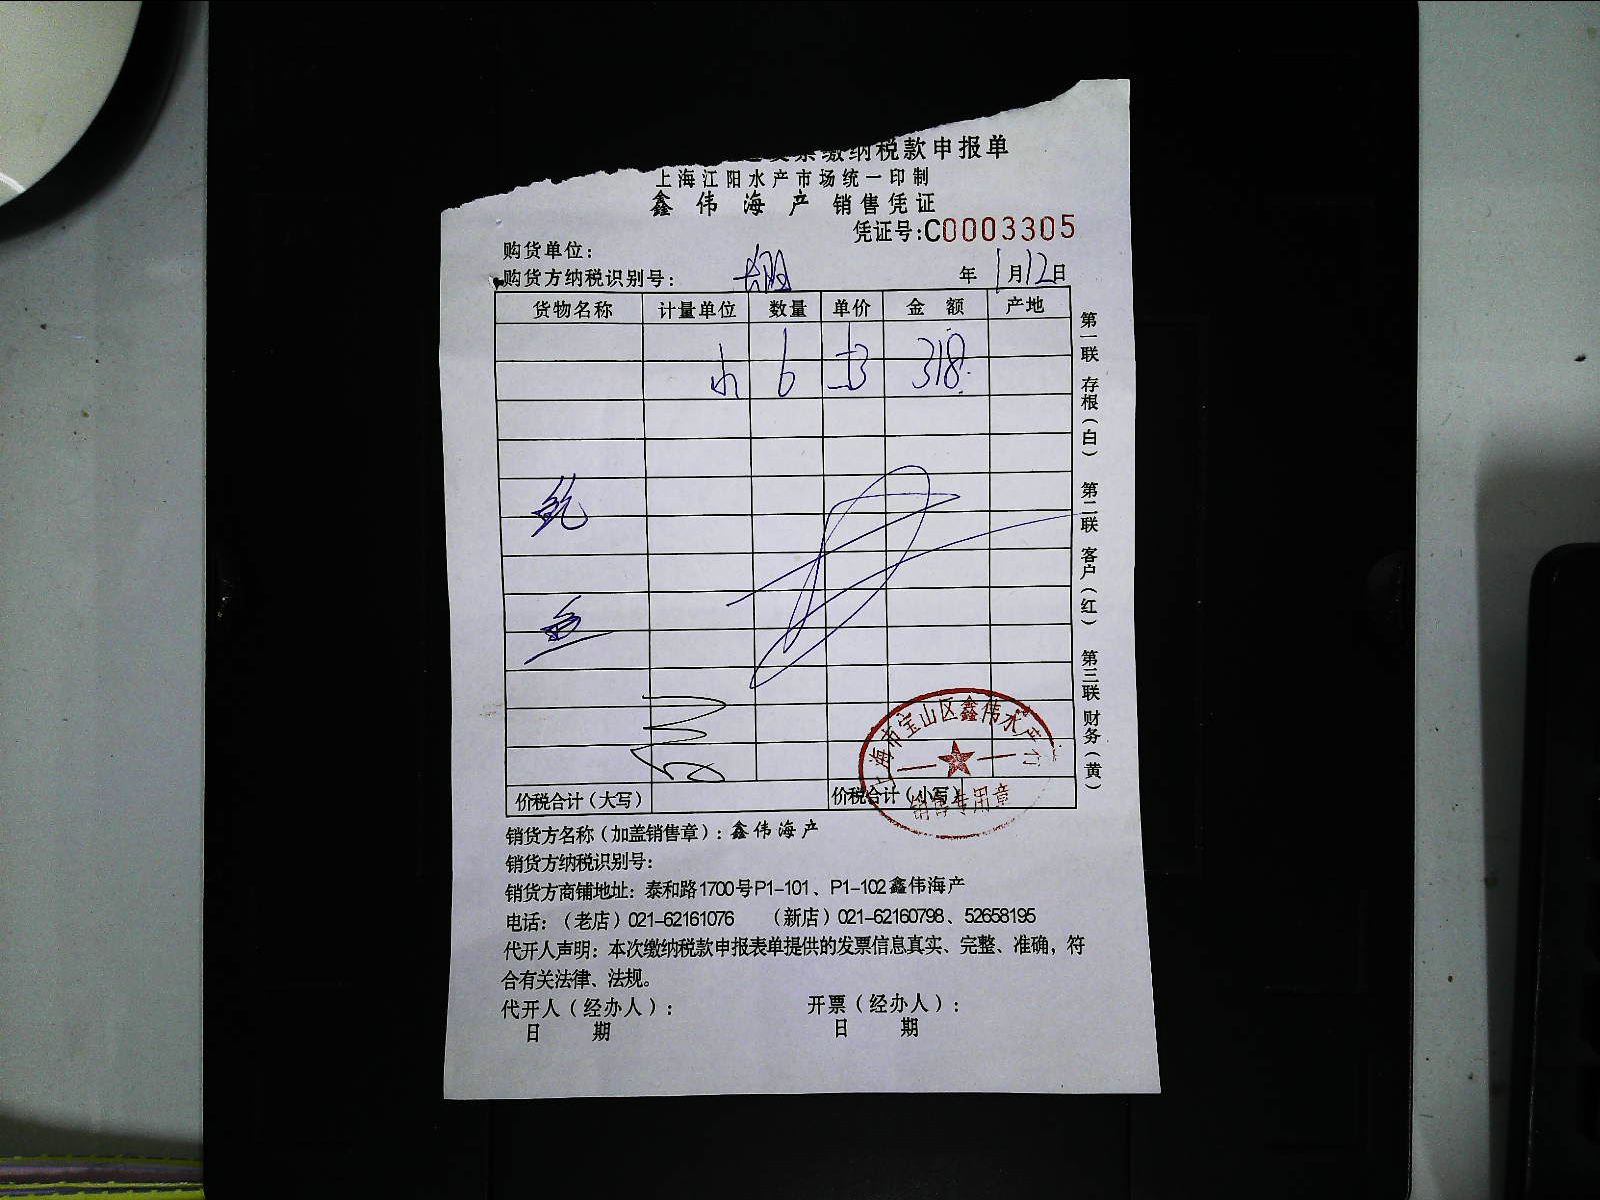 发票缴纳税款申报单
上海江阳水产市场统一印制
鑫伟海产 销售凭证
凭证号:C0003305
购货单位:
购货方纳税识别号: 年1月12日
货物名称 计量单位 数量 单价 金 额 产地
小 6 53 318.
鱼
价税合计(大写) 价税合计(小写)
上海市宝山区鑫伟水产行
销售专用章
销货方名称(加盖销售章):鑫伟海产
销货方纳税识别号:
销货方商铺地址:泰和路1700号P1-101、P1-102鑫伟海产
电话:(老店)021-62161076 (新店)021-62160798、52658195
代开人声明:本次缴纳税款申报表单提供的发票信息真实、完整、准确,符
合有关法律、法规。
代开人(经办人): 开票(经办人):
日 期 日 期
第一联 存根(白) 第二联 客户(红) 第三联 财务(黄)